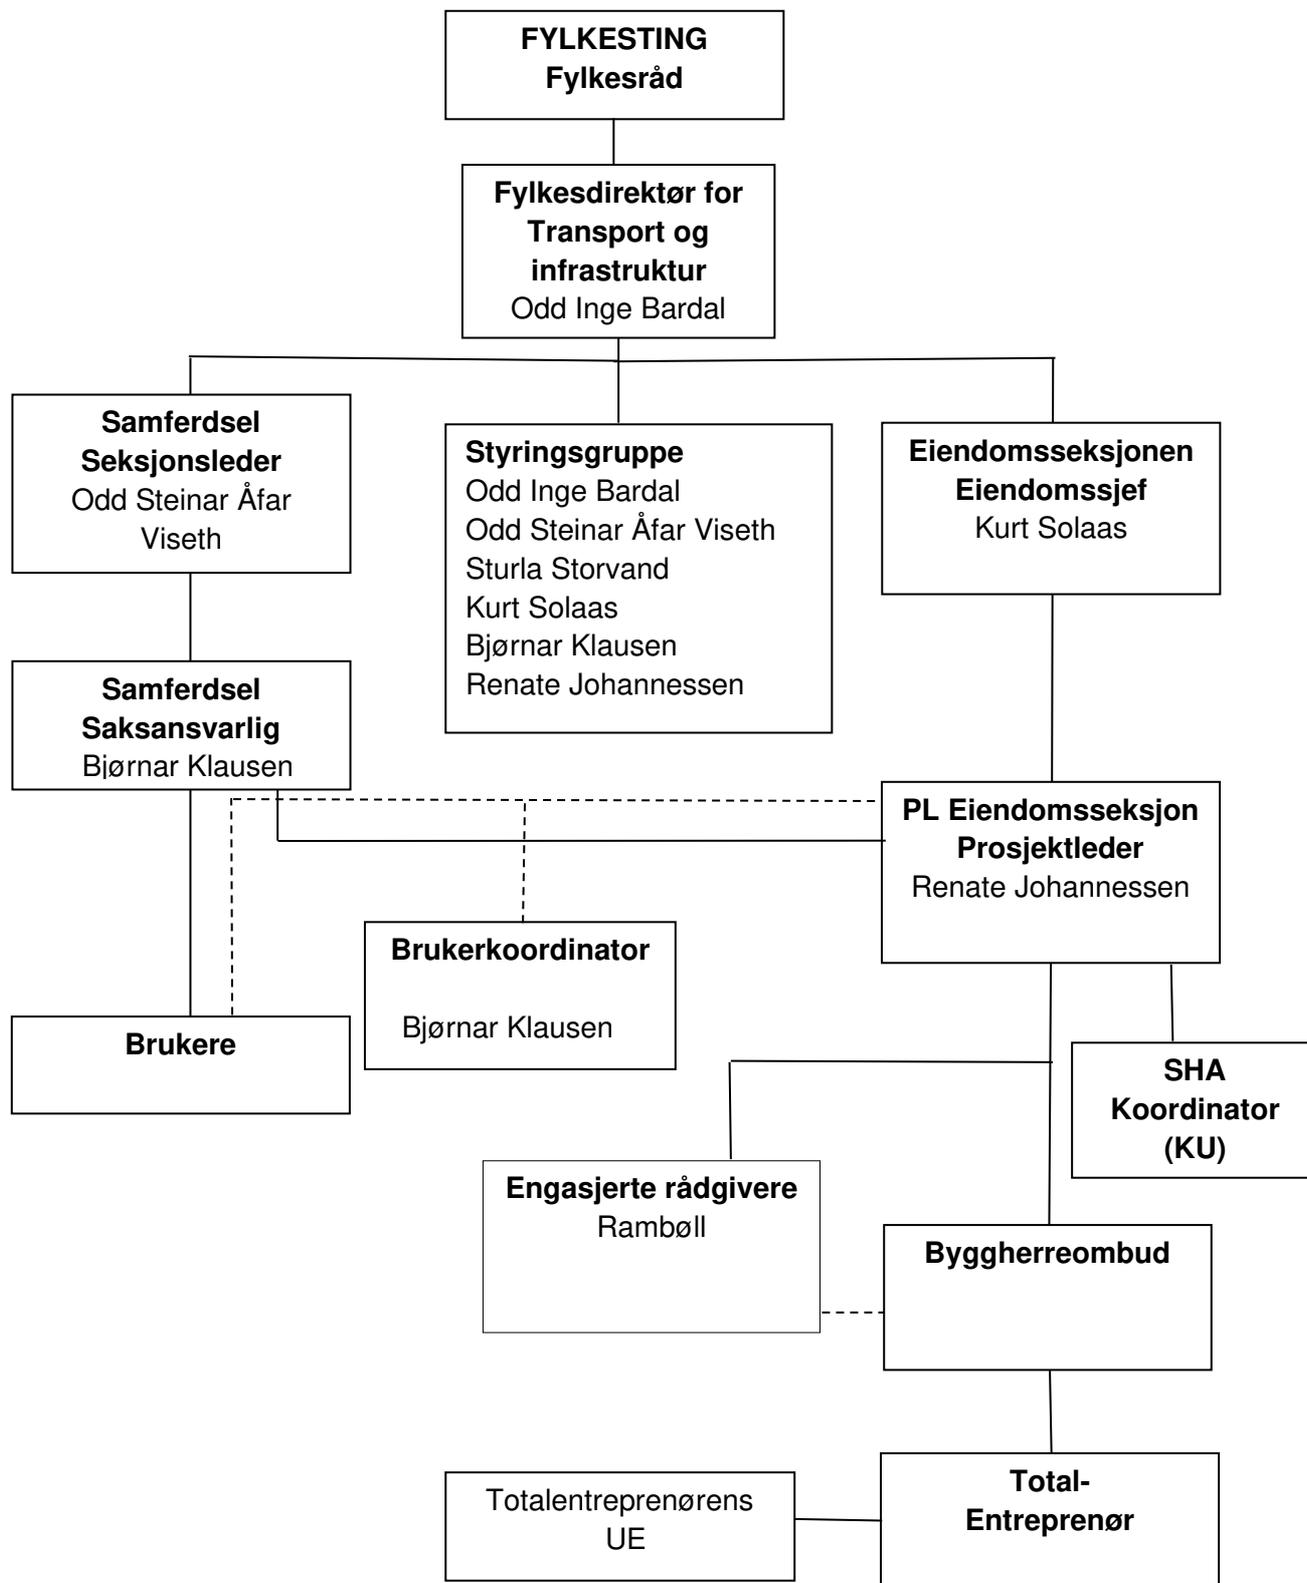 FYLKESTING
Fylkesråd
Fylkesdirektør for
Transport og
infrastruktur
Odd Inge Bardal
Samferdsel
Seksjonsleder
Odd Steinar Åfar
Viseth
Styringsgruppe
Odd Inge Bardal
Odd Steinar Åfar Viseth
Sturla Storvand
Kurt Solaas
Bjørnar Klausen
Renate Johannessen
Eiendomsseksjonen
Eiendomssjef
Kurt Solaas
Samferdsel
Saksansvarlig
Bjørnar Klausen
PL Eiendomsseksjon
Prosjektleder
Renate Johannessen
Brukerkoordinator
Bjørnar Klausen
Brukere
SHA
Koordinator
(KU)
Engasjerte rådgivere
Rambøll
Byggherreombud
Totalentreprenørens
UE
Total-
Entreprenør